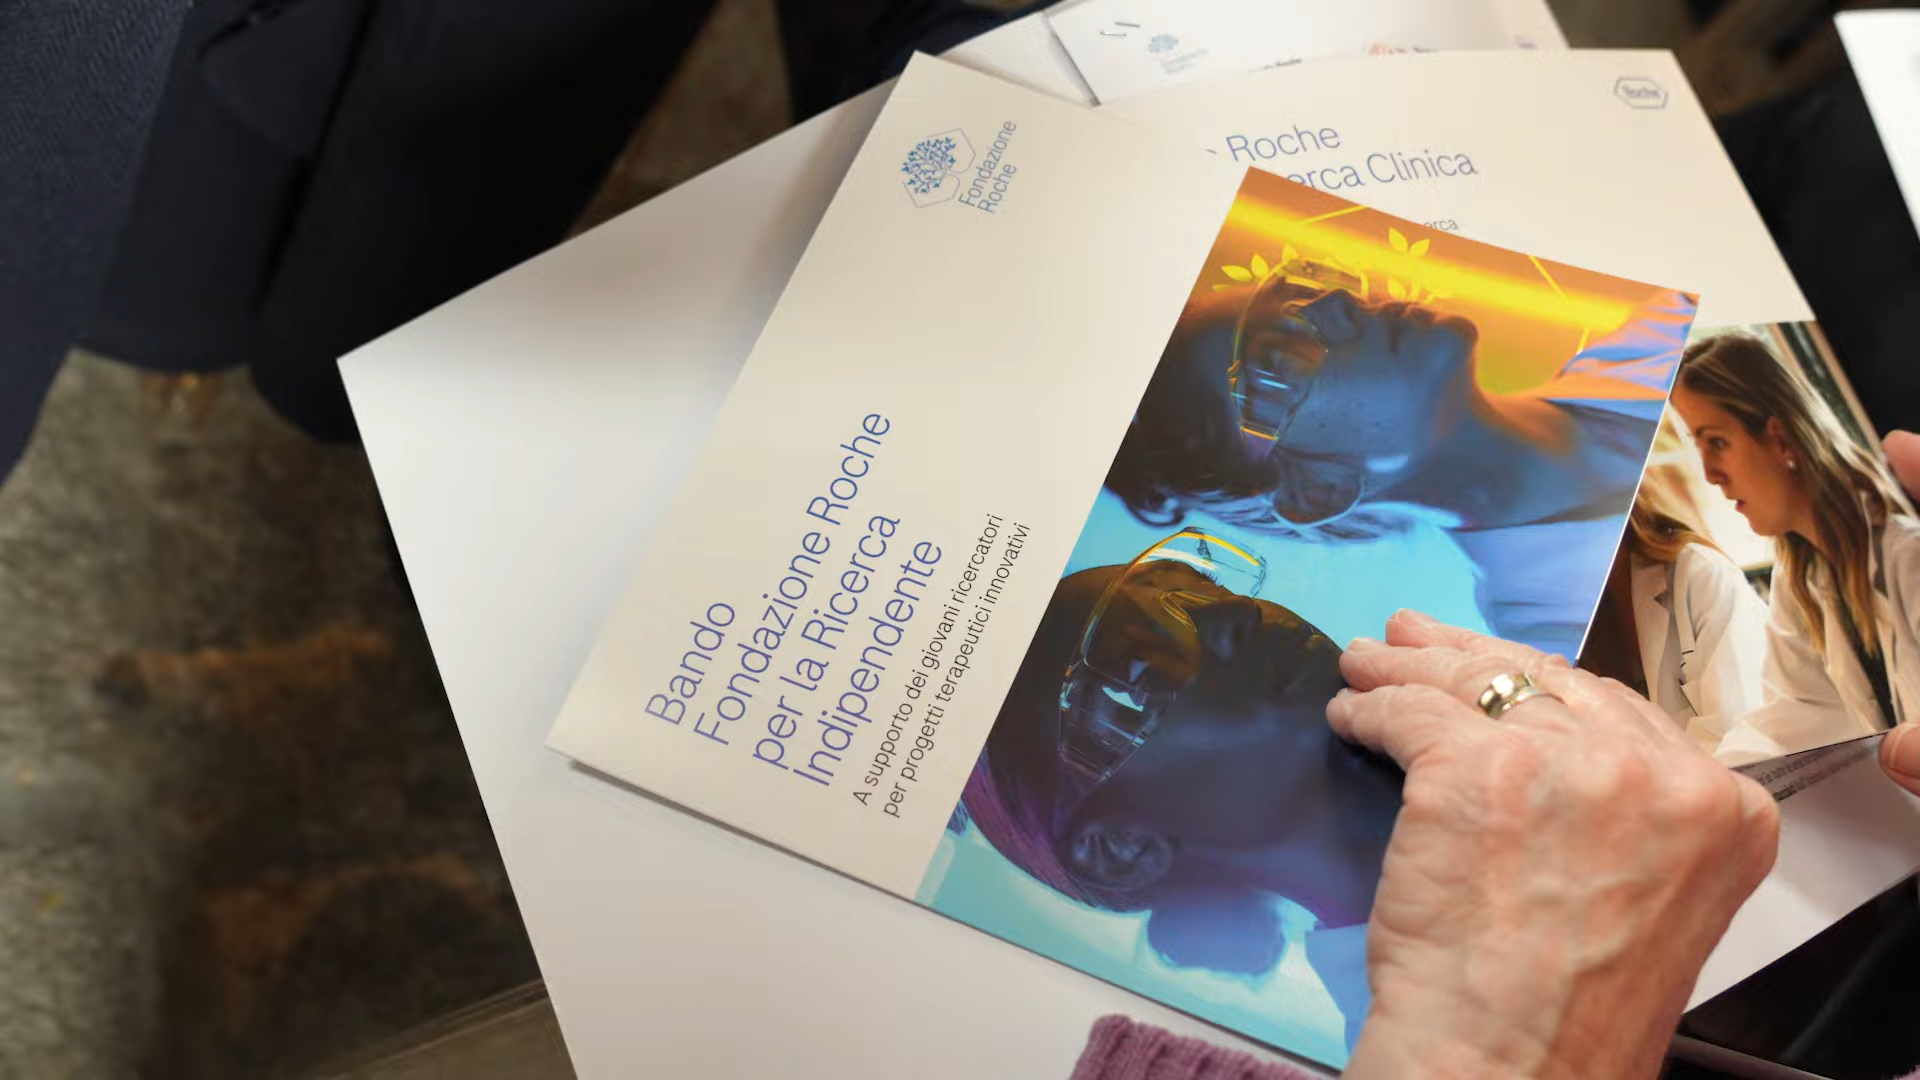 Fondazione
Roche
Bando
Fondazione Roche
per la Ricerca
Indipendente
A supporto dei giovani ricercatori
per progetti terapeutici innovativi
Roche
Roche
Clinica